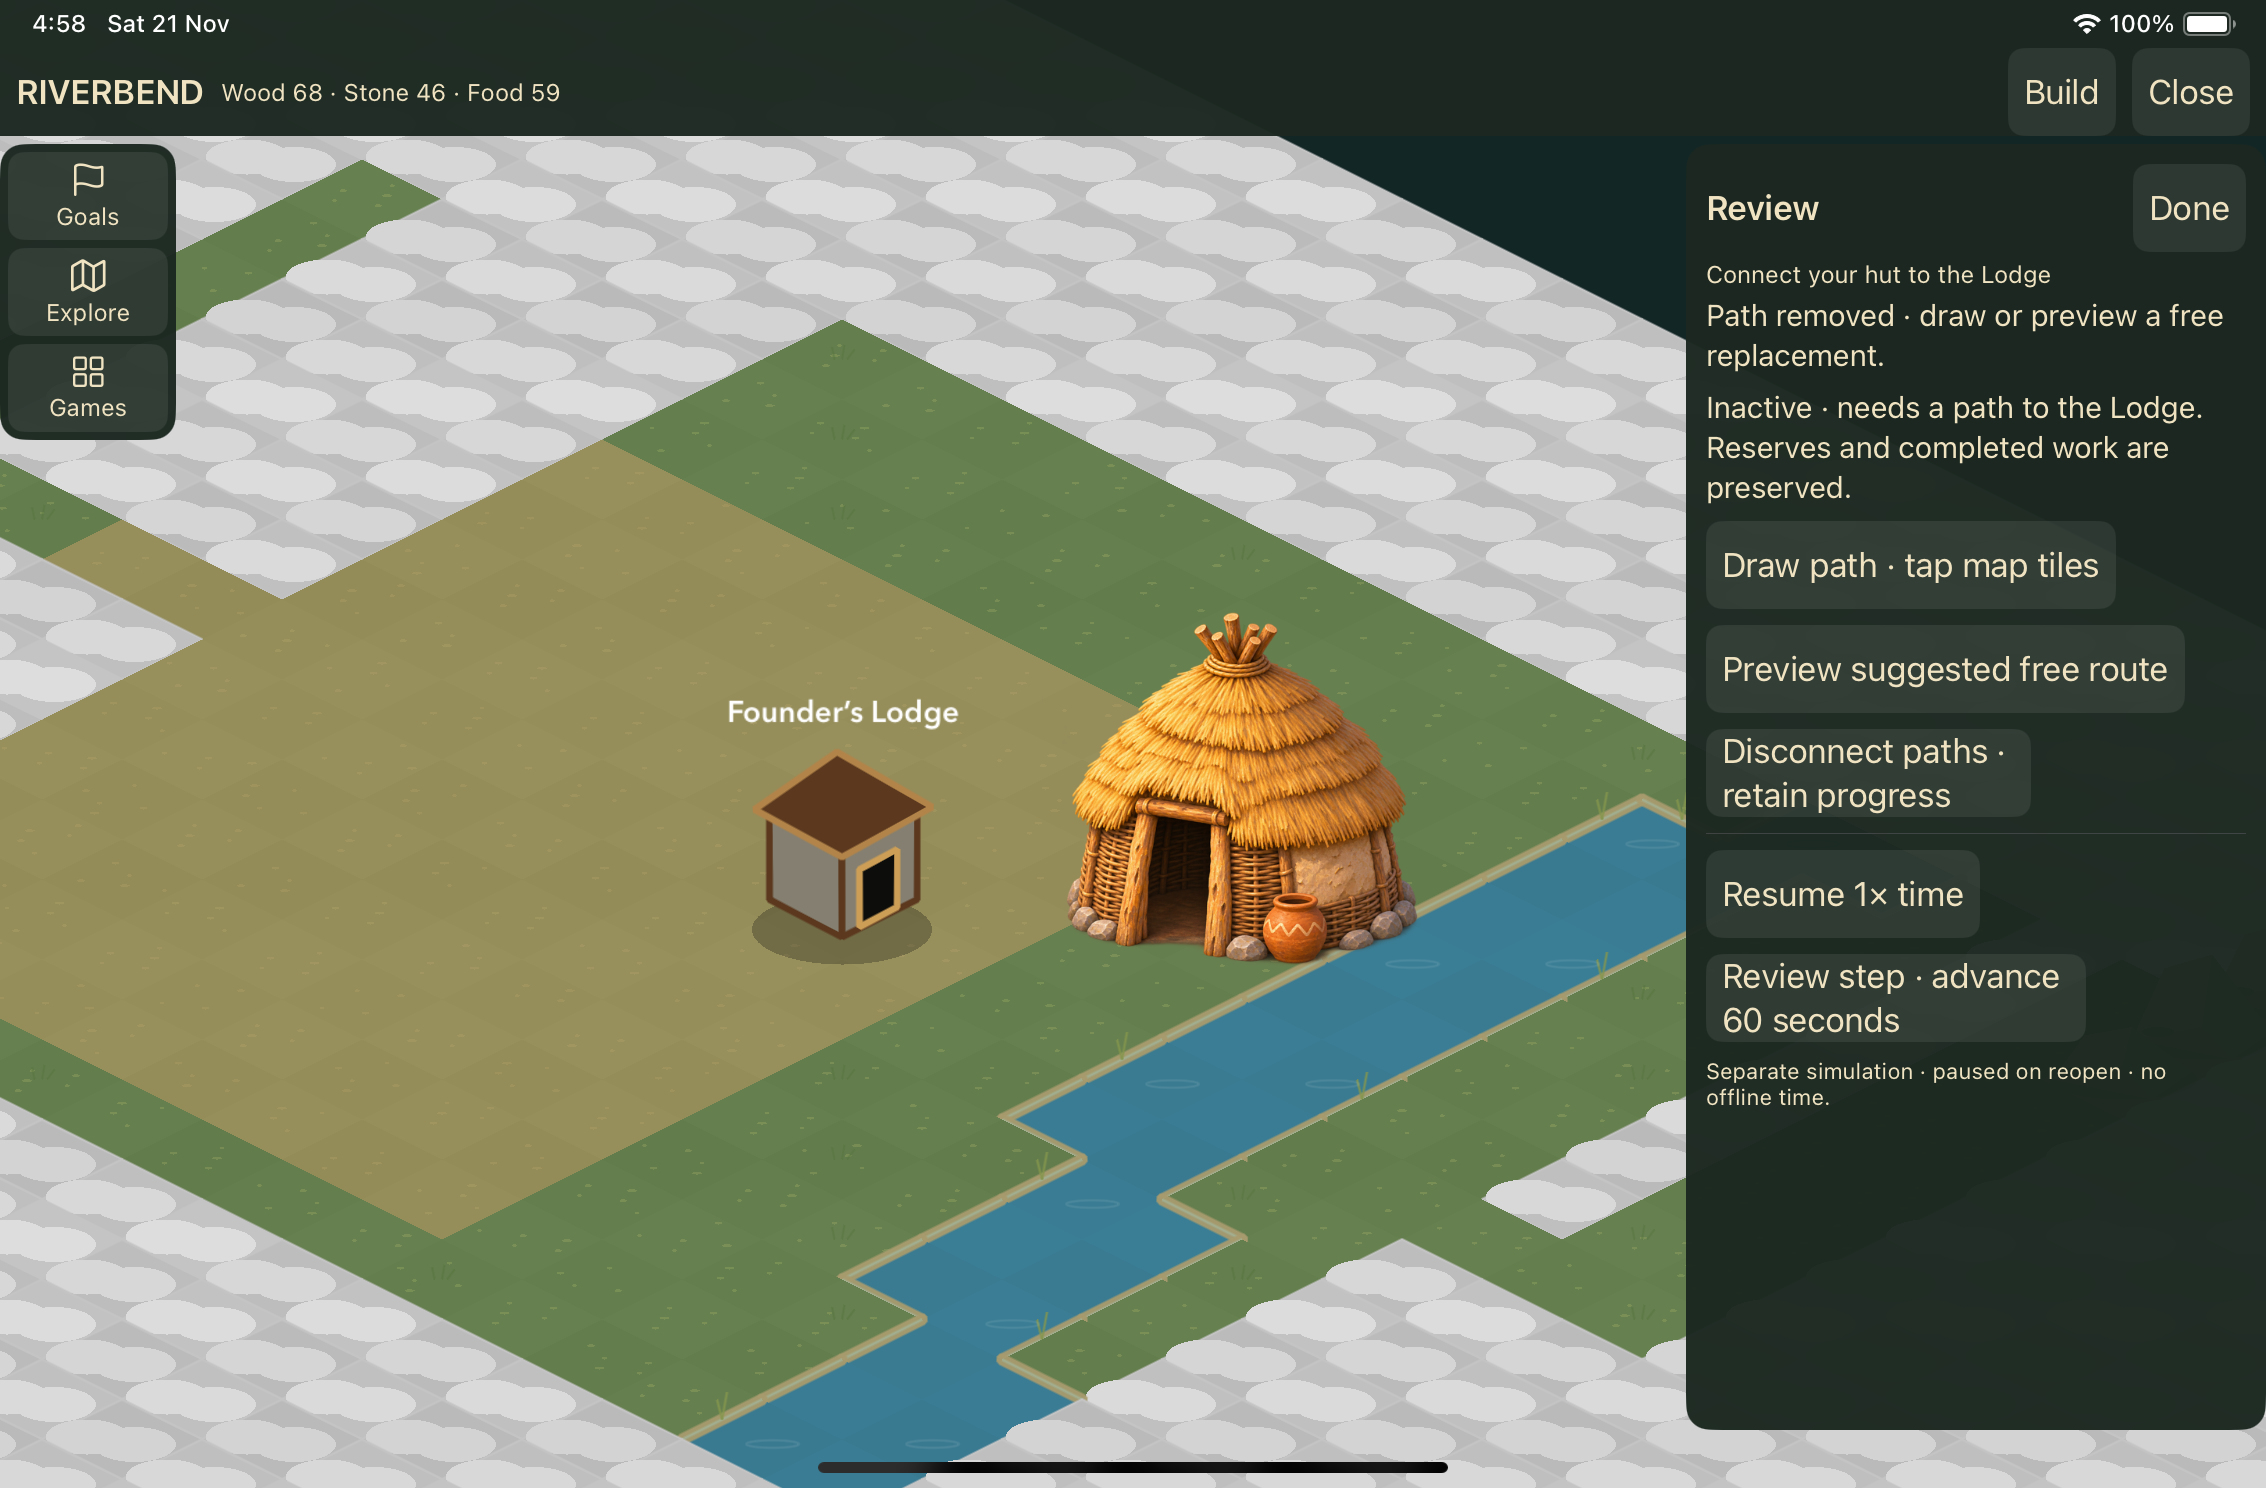 4:58 Sat 21 Nov
100%
RIVERBEND Wood 68 · Stone 46 · Food 59
Build
Close
Goals
Explore
Games
Founder’s Lodge
Review
Done
Connect your hut to the Lodge
Path removed · draw or preview a free
replacement.
Inactive · needs a path to the Lodge.
Reserves and completed work are
preserved.
Draw path · tap map tiles
Preview suggested free route
Disconnect paths ·
retain progress
Resume 1× time
Review step · advance
60 seconds
Separate simulation · paused on reopen · no
offline time.